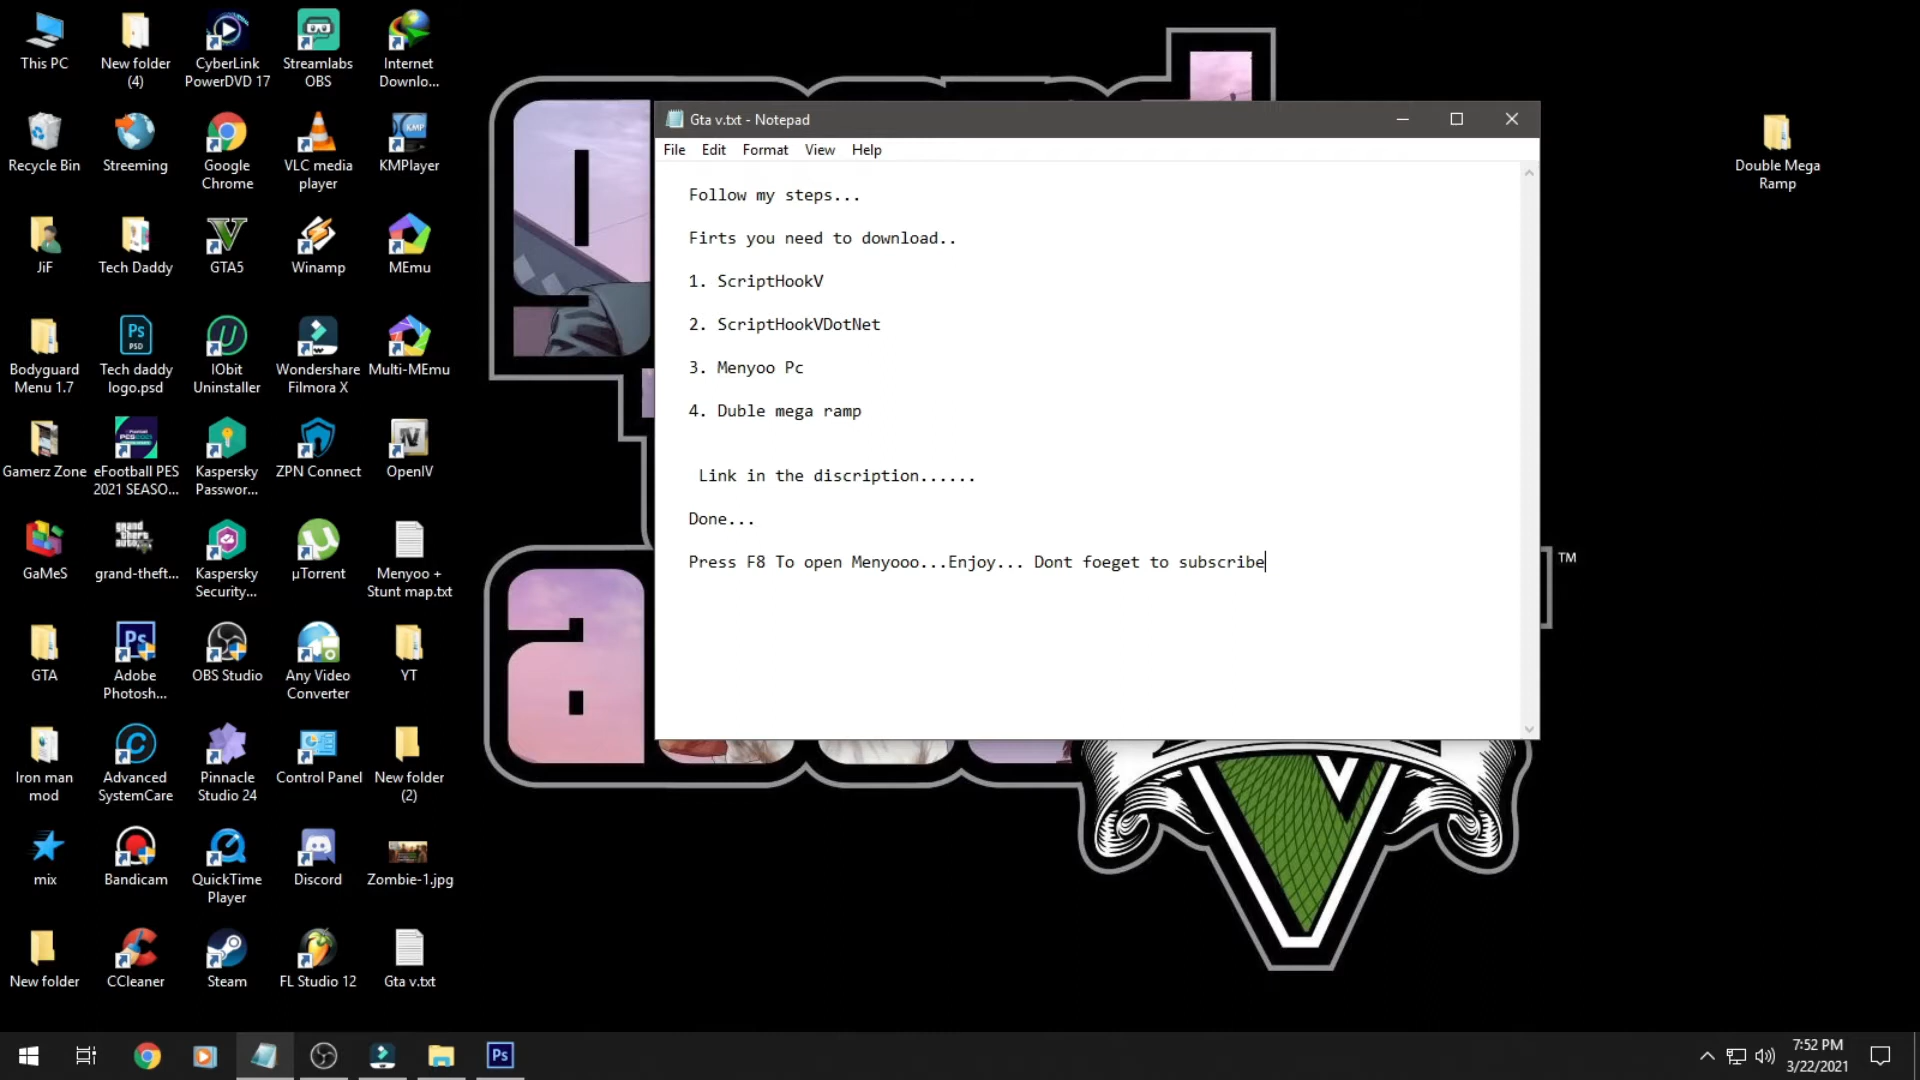 This PC
New folder
(4)
CyberLink
PowerDVD 17
Streamlabs
OBS
Internet
Downlo...
Recycle Bin
Streeming
Google
Chrome
VLC media
player
KMPlayer
JiF
Tech Daddy
GTA5
Winamp
MEmu
Bodyguard
Menu 1.7
Tech daddy
logo.psd
IObit
Uninstaller
Wondershare
Filmora X
Multi-MEmu
Gamerz Zone
eFootball PES
2021 SEASO...
Kaspersky
Passwor...
ZPN Connect
OpenIV
GaMeS
grand-theft...
Kaspersky
Security...
µTorrent
Menyoo +
Stunt map.txt
GTA
Adobe
Photosh...
OBS Studio
Any Video
Converter
YT
Iron man
mod
Advanced
SystemCare
Pinnacle
Studio 24
Control Panel
New folder
(2)
mix
Bandicam
QuickTime
Player
Discord
Zombie-1.jpg
New folder
CCleaner
Steam
FL Studio 12
Gta v.txt
Gta v.txt - Notepad
File Edit Format View Help
Follow my steps...
Firts you need to download..
1. ScriptHookV
2. ScriptHookVDotNet
3. Menyoo Pc
4. Duble mega ramp
Link in the discription......
Done...
Press F8 To open Menyooo...Enjoy... Dont foeget to subscribe
Double Mega
Ramp
TM
V
Ps
7:52 PM
3/22/2021